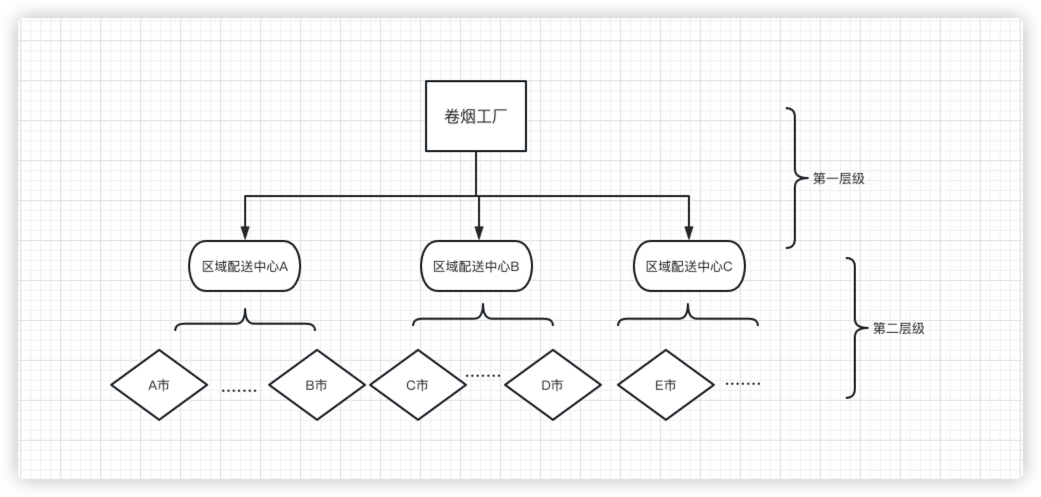 卷烟工厂
第一层级
区域配送中心A
区域配送中心B
区域配送中心C
第二层级
A市
.......
B市
C市
.......
D市
E市
.......